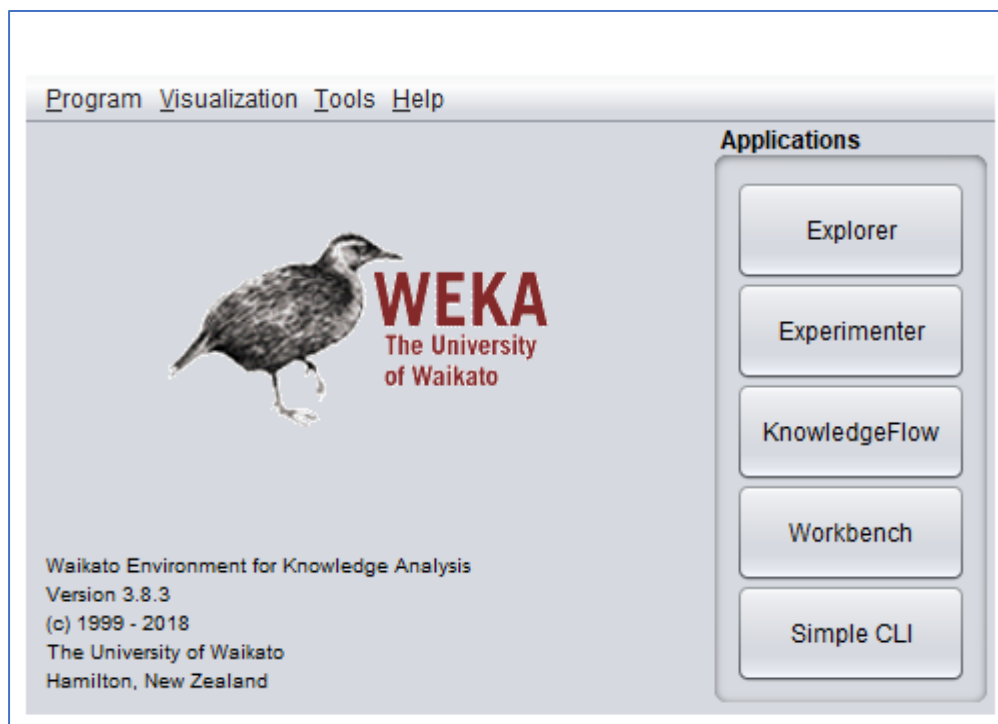 Program Visualization Tools Help
Applications
Explorer
Experimenter
KnowledgeFlow
Workbench
Simple CLI
WEKA
The University
of Waikato
Waikato Environment for Knowledge Analysis
Version 3.8.3
(c) 1999 - 2018
The University of Waikato
Hamilton, New Zealand